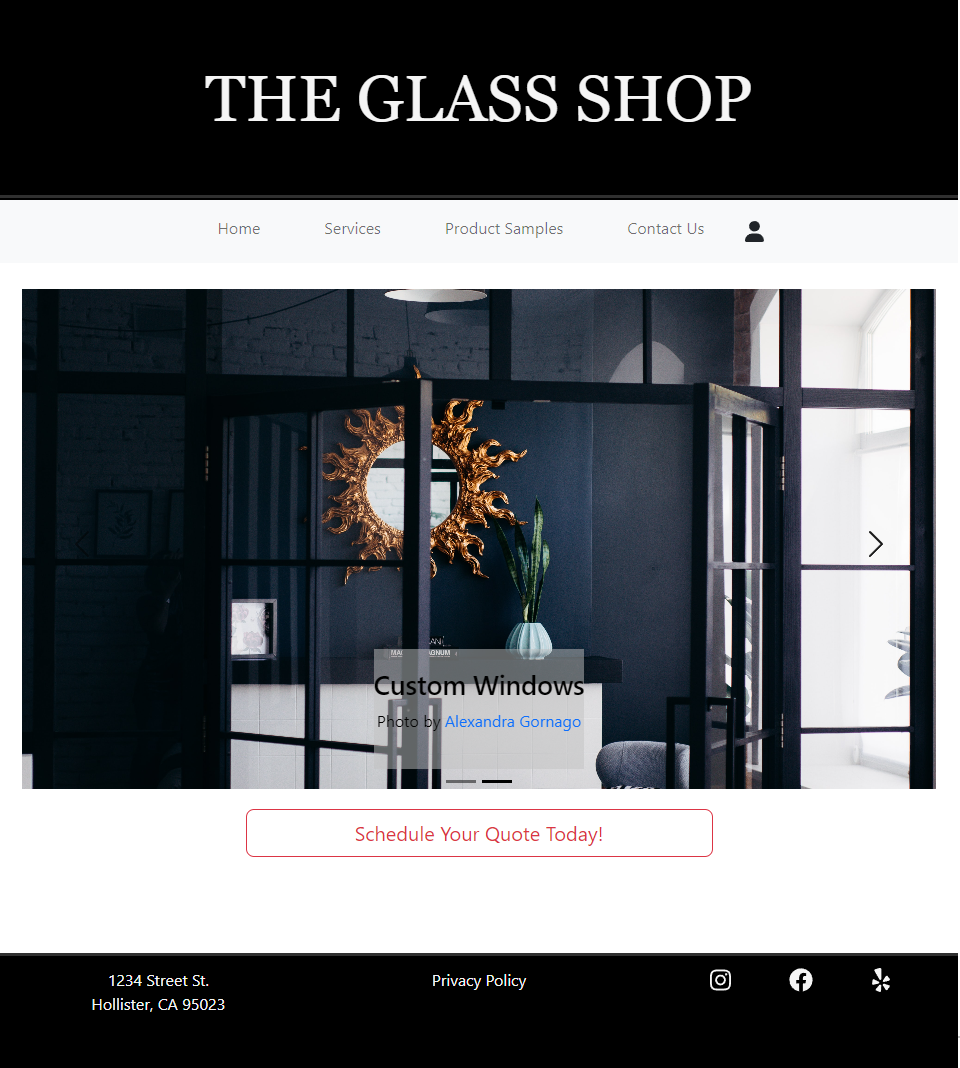 THE GLASS SHOP
Home Services Product Samples Contact Us
Custom Windows
Photo by Alexandra Gornago
Schedule Your Quote Today!
1234 Street St. Privacy Policy
Hollister, CA 95023